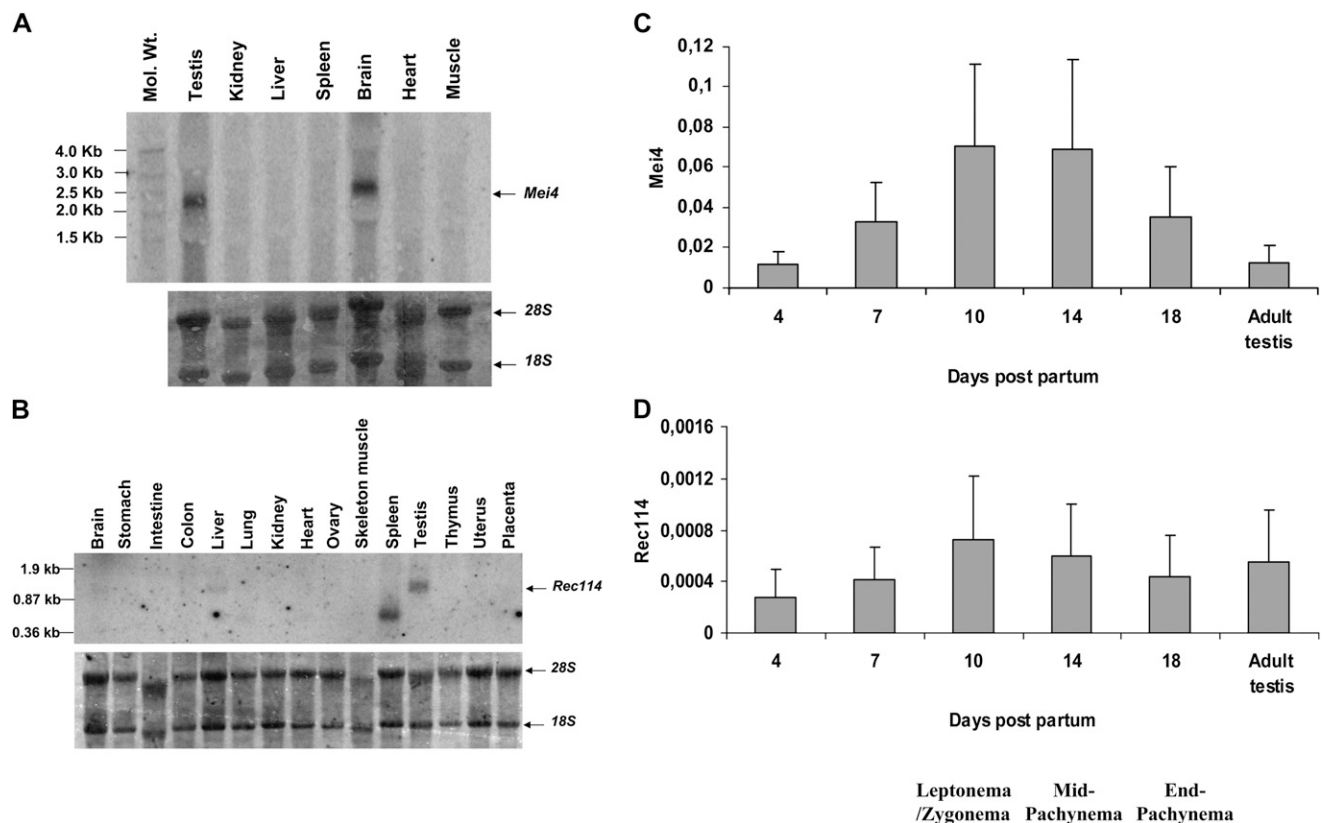 A
Mol. Wt.
Testis
Kidney
Liver
Spleen
Brain
Heart
Muscle
4.0 Kb
3.0 Kb
2.5 Kb
2.0 Kb
1.5 Kb
Mei4
28S
18S
B
Brain
Stomach
Intestine
Colon
Liver
Lung
Kidney
Heart
Ovary
Skeleton muscle
Spleen
Testis
Thymus
Uterus
Placenta
1.9 kb
0.87 kb
0.36 kb
Rec114
28S
18S
C
Mei4
0,12
0,1
0,08
0,06
0,04
0,02
0
4 7 10 14 18 Adult
testis
Days post partum
D
Rec114
0,0016
0,0012
0,0008
0,0004
0
4 7 10 14 18 Adult
testis
Days post partum
Leptonema Mid- End-
/Zygonema Pachynema Pachynema